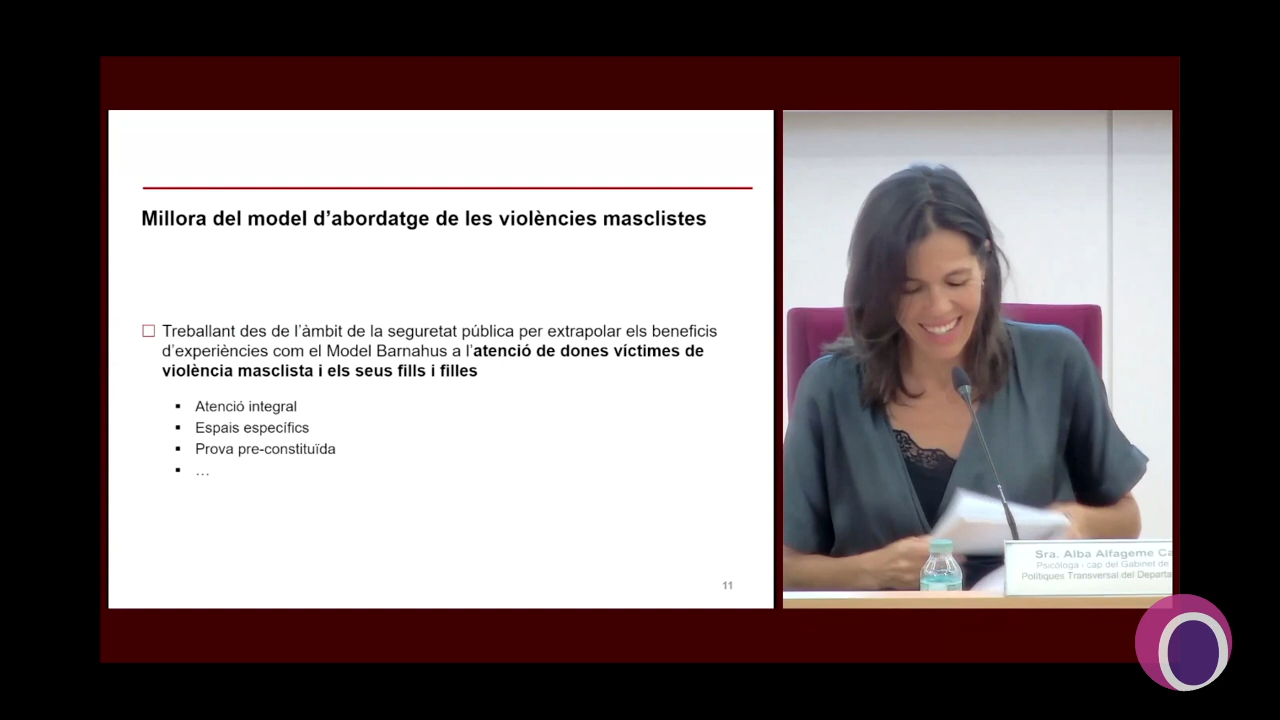 Millora del model d’abordatge de les violències masclistes
Treballant des de l’àmbit de la seguretat pública per extrapolar els beneficis
d’experiències com el Model Barnahus a l’atenció de dones víctimes de
violència masclista i els seus fills i filles
Atenció integral
Espais específics
Prova pre-constituïda
…
11
Sra. Alba Alfageme
Psicóloga i cap del Gabinet de
Polítiques Transversal del